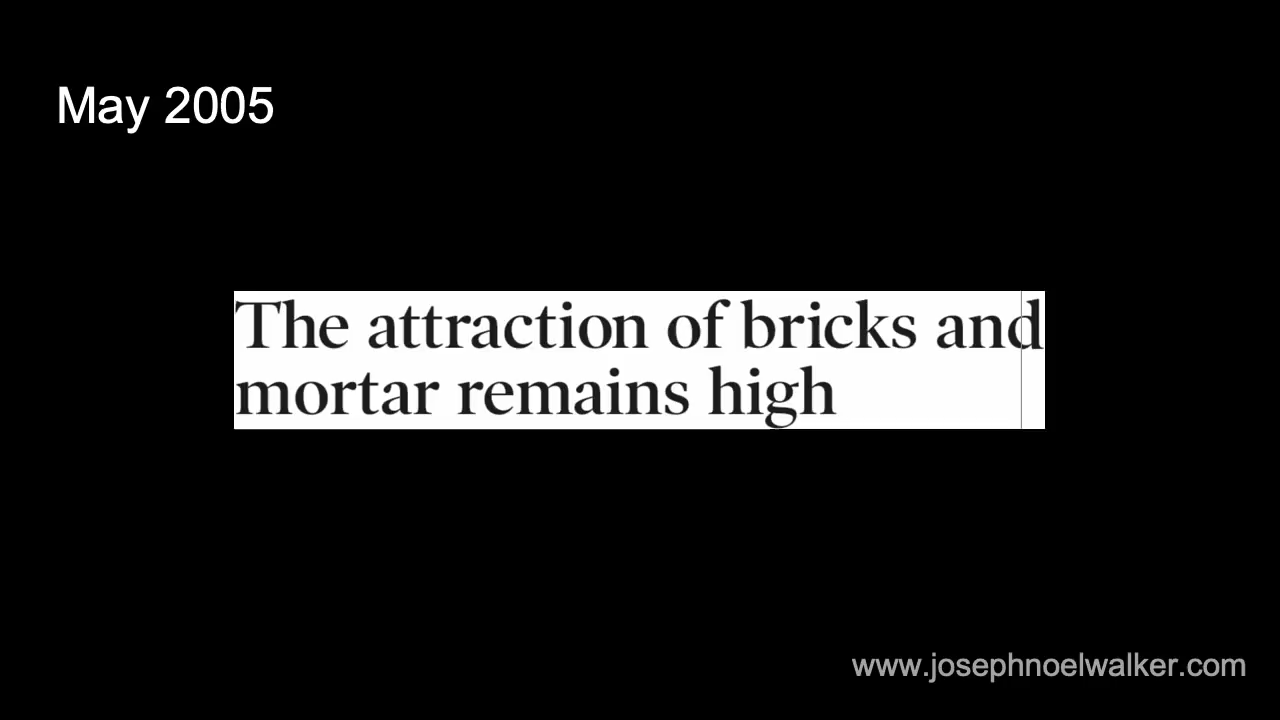 May 2005
The attraction of bricks and
mortar remains high
www.josephnoelwalker.com